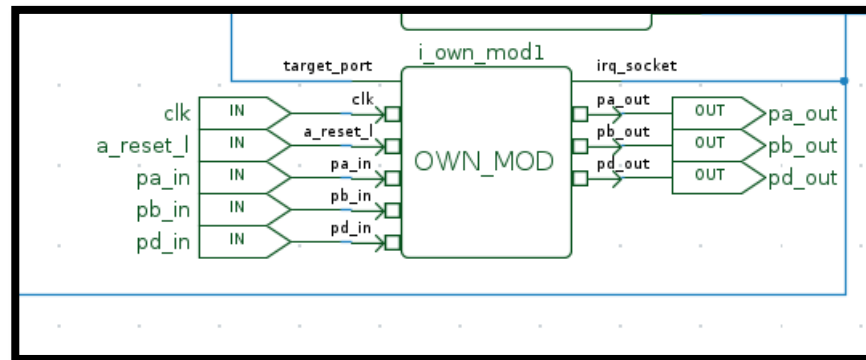 i_own_mod1
target_port
irq_socket
clk IN clk
pa_out OUT pa_out
a_reset_l IN a_reset_l
pb_out OUT pb_out
pa_in IN pa_in
OWN_MOD
pd_out OUT pd_out
pb_in IN pb_in
pd_in IN pd_in